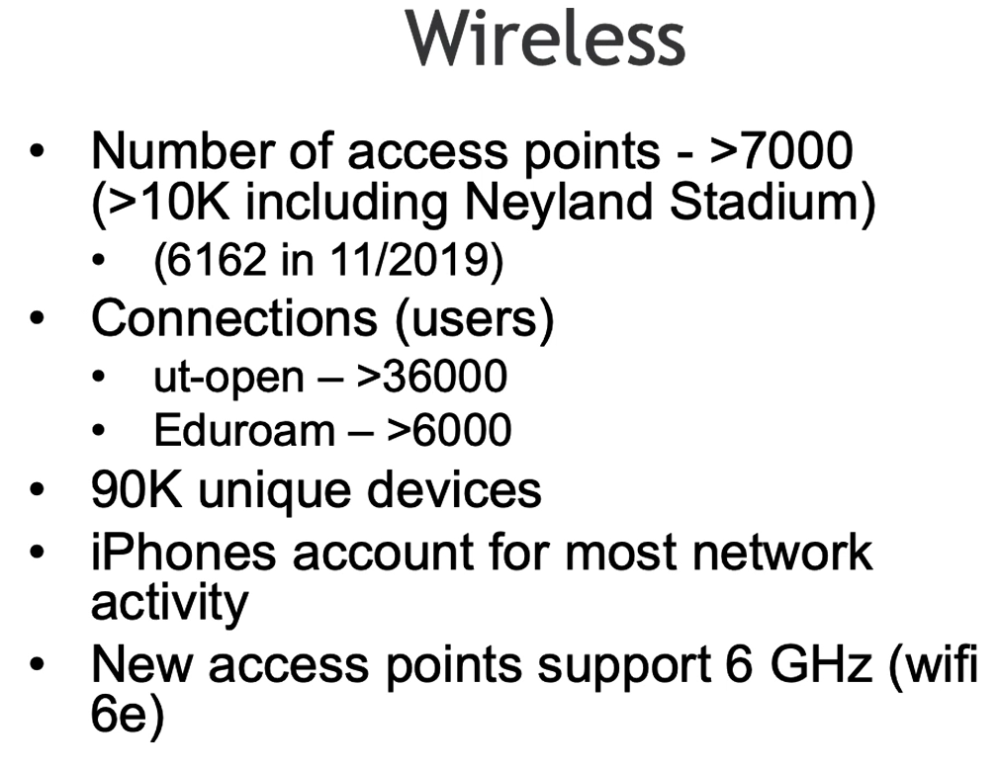 Wireless
• Number of access points - >7000
(>10K including Neyland Stadium)
• (6162 in 11/2019)
• Connections (users)
• ut-open – >36000
• Eduroam – >6000
• 90K unique devices
• iPhones account for most network
activity
• New access points support 6 GHz (wifi
6e)